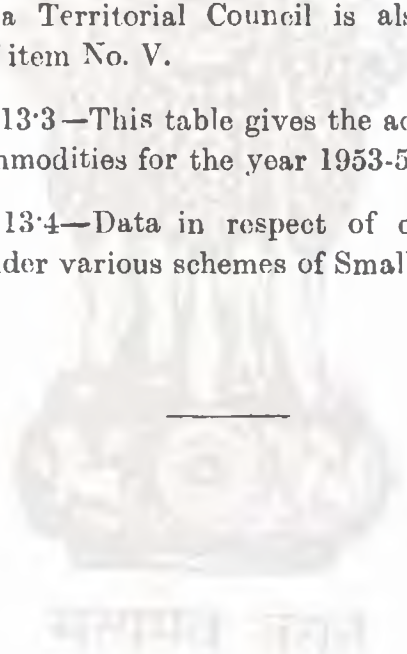 a Territorial Council is als
item No. V.
13·3—This table gives the ac
nmodities for the year 1953-5
13·4—Data in respect of c
der various schemes of Small
सत्यमेव जयते